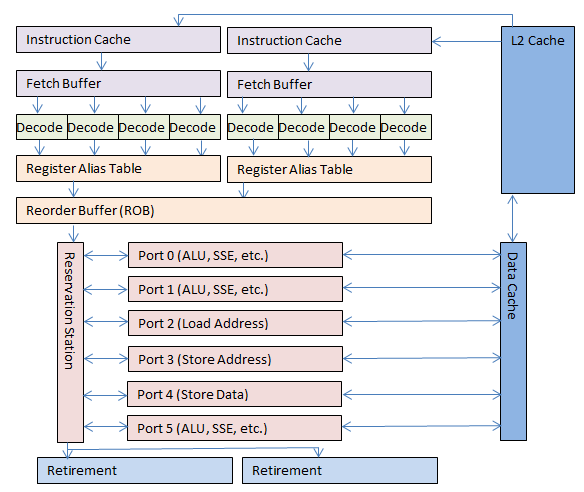 Instruction Cache
Instruction Cache
L2 Cache
Fetch Buffer
Fetch Buffer
Decode Decode Decode Decode
Decode Decode Decode Decode
Register Alias Table
Register Alias Table
Reorder Buffer (ROB)
Reservation Station
Port 0 (ALU, SSE, etc.)
Port 1 (ALU, SSE, etc.)
Port 2 (Load Address)
Port 3 (Store Address)
Port 4 (Store Data)
Port 5 (ALU, SSE, etc.)
Data Cache
Retirement
Retirement